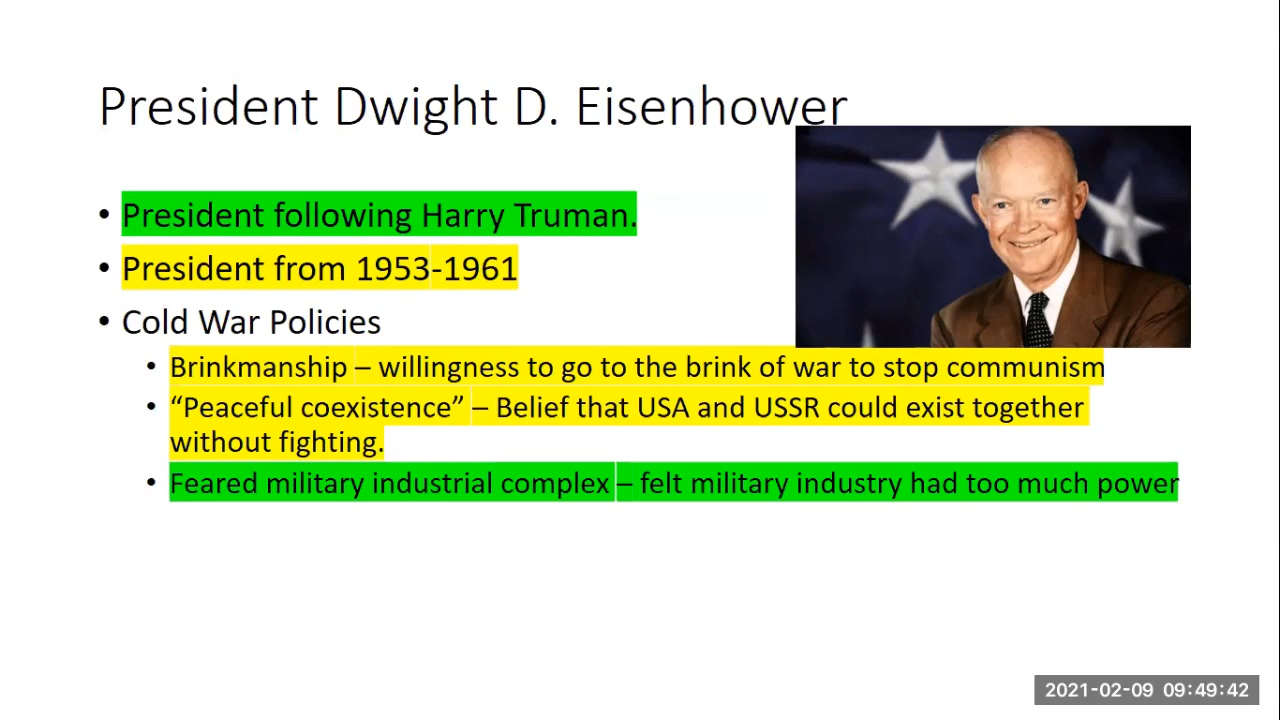 President Dwight D. Eisenhower
• President following Harry Truman.
• President from 1953-1961
• Cold War Policies
• Brinkmanship – willingness to go to the brink of war to stop communism
• “Peaceful coexistence” – Belief that USA and USSR could exist together
without fighting.
• Feared military industrial complex – felt military industry had too much power
2021-02-09 09:49:42